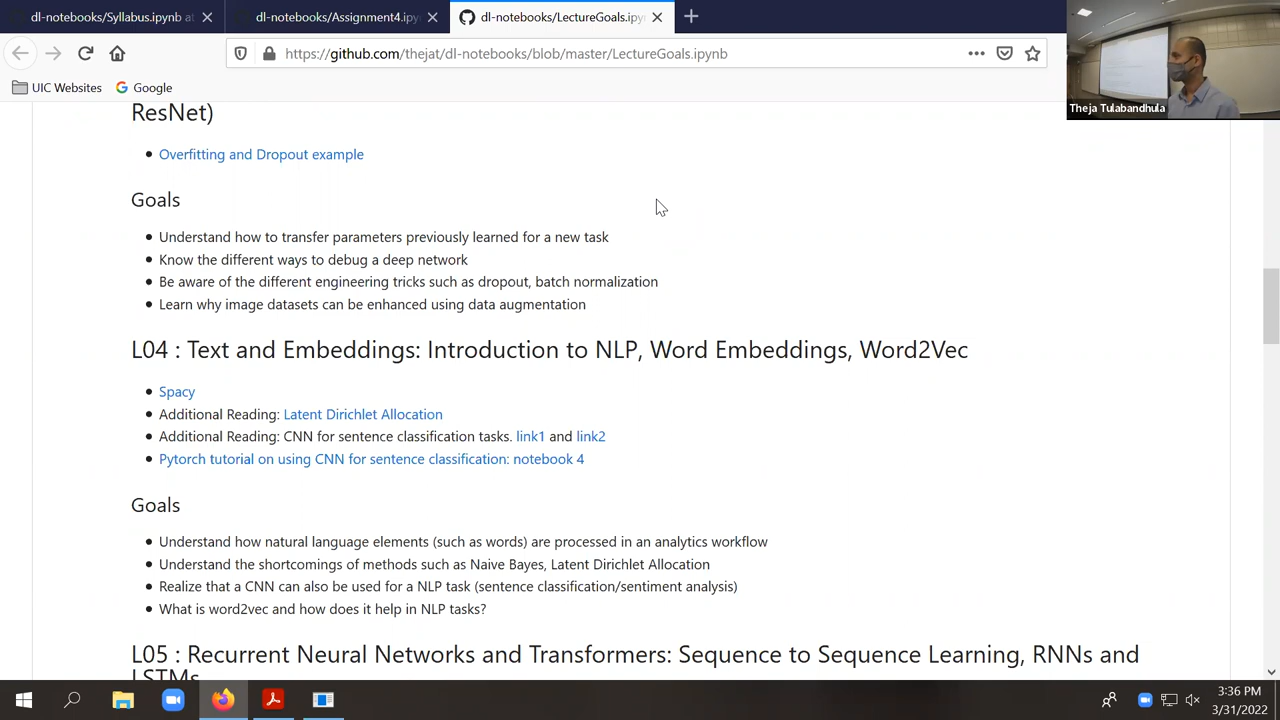 dl-notebooks/Syllabus.ipynb at
dl-notebooks/Assignment4.ipy
dl-notebooks/LectureGoals.ipy
https://github.com/thejat/dl-notebooks/blob/master/LectureGoals.ipynb
UIC Websites
Google
Theja Tulabandhula
ResNet)
Overfitting and Dropout example
Goals
Understand how to transfer parameters previously learned for a new task
Know the different ways to debug a deep network
Be aware of the different engineering tricks such as dropout, batch normalization
Learn why image datasets can be enhanced using data augmentation
L04 : Text and Embeddings: Introduction to NLP, Word Embeddings, Word2Vec
Spacy
Additional Reading: Latent Dirichlet Allocation
Additional Reading: CNN for sentence classification tasks. link1 and link2
Pytorch tutorial on using CNN for sentence classification: notebook 4
Goals
Understand how natural language elements (such as words) are processed in an analytics workflow
Understand the shortcomings of methods such as Naive Bayes, Latent Dirichlet Allocation
Realize that a CNN can also be used for a NLP task (sentence classification/sentiment analysis)
What is word2vec and how does it help in NLP tasks?
L05 : Recurrent Neural Networks and Transformers: Sequence to Sequence Learning, RNNs and
LSTMs
3:36 PM
3/31/2022